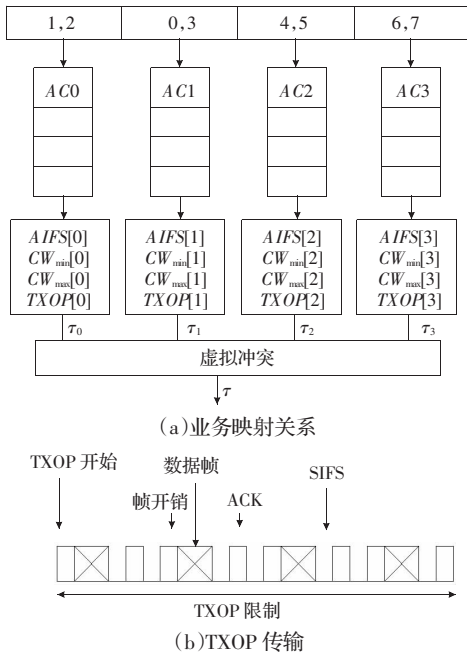 1,2 0,3 4,5 6,7
AC0 AC1 AC2 AC3
AIFS[0] AIFS[1] AIFS[2] AIFS[3]
CWmin[0] CWmin[1] CWmin[2] CWmin[3]
CWmax[0] CWmax[1] CWmax[2] CWmax[3]
TXOP[0] TXOP[1] TXOP[2] TXOP[3]
τ0 τ1 τ2 τ3
虚拟冲突
τ
(a)业务映射关系
TXOP 开始 数据帧 SIFS
帧开销 ACK
TXOP 限制
(b)TXOP 传输